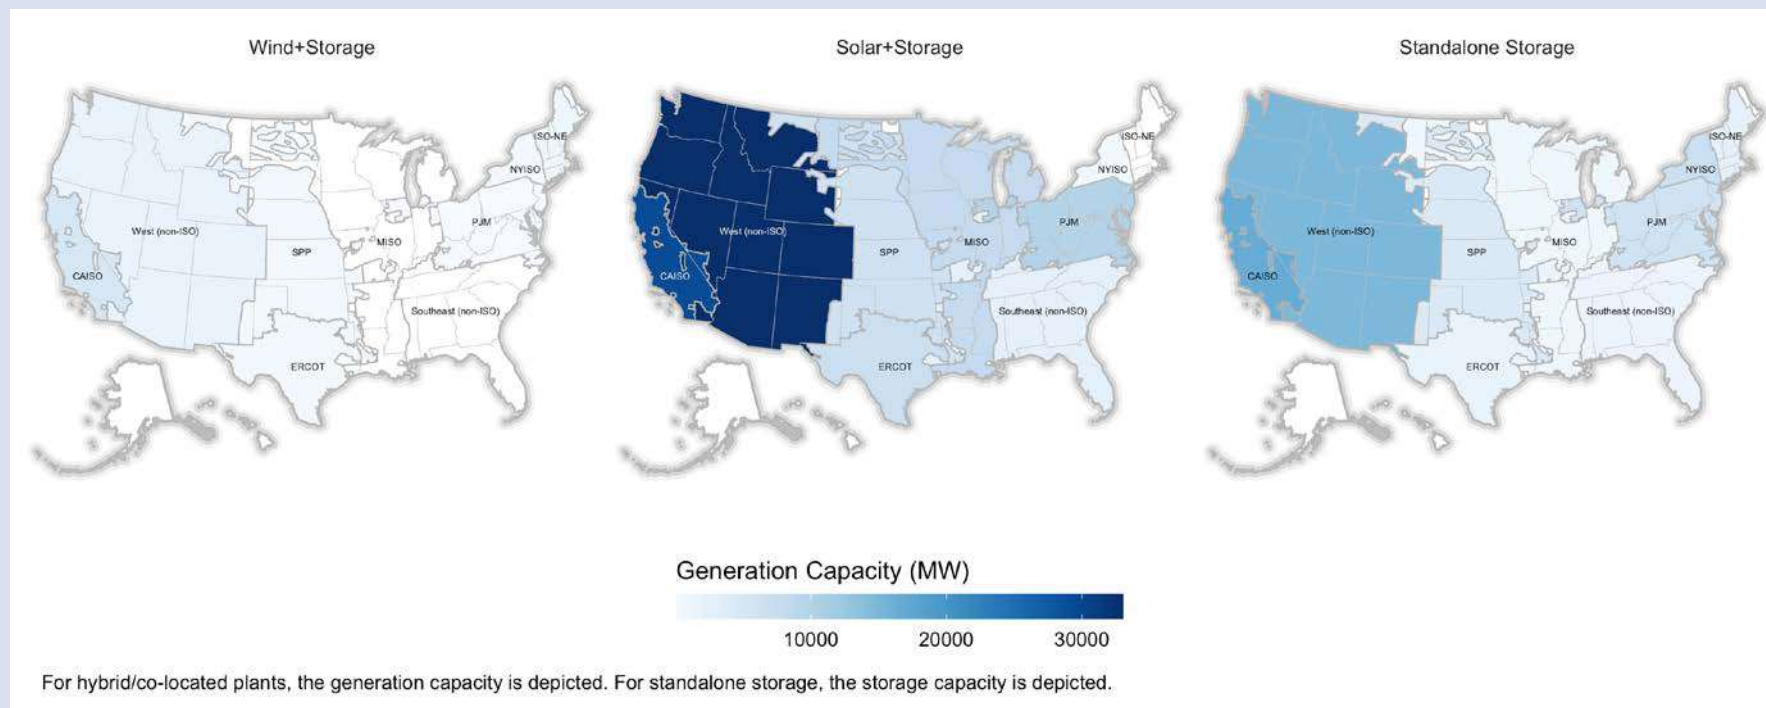 Wind+Storage
Solar+Storage
Standalone Storage
ISO-NE
NYISO
PJM
West (non-ISO)
MISO
SPP
CAISO
Southeast (non-ISO)
ERCOT
ISO-NE
NYISO
PJM
West (non-ISO)
MISO
SPP
CAISO
Southeast (non-ISO)
ERCOT
ISO-NE
NYISO
PJM
West (non-ISO)
MISO
SPP
CAISO
Southeast (non-ISO)
ERCOT
Generation Capacity (MW)
10000 20000 30000
For hybrid/co-located plants, the generation capacity is depicted. For standalone storage, the storage capacity is depicted.